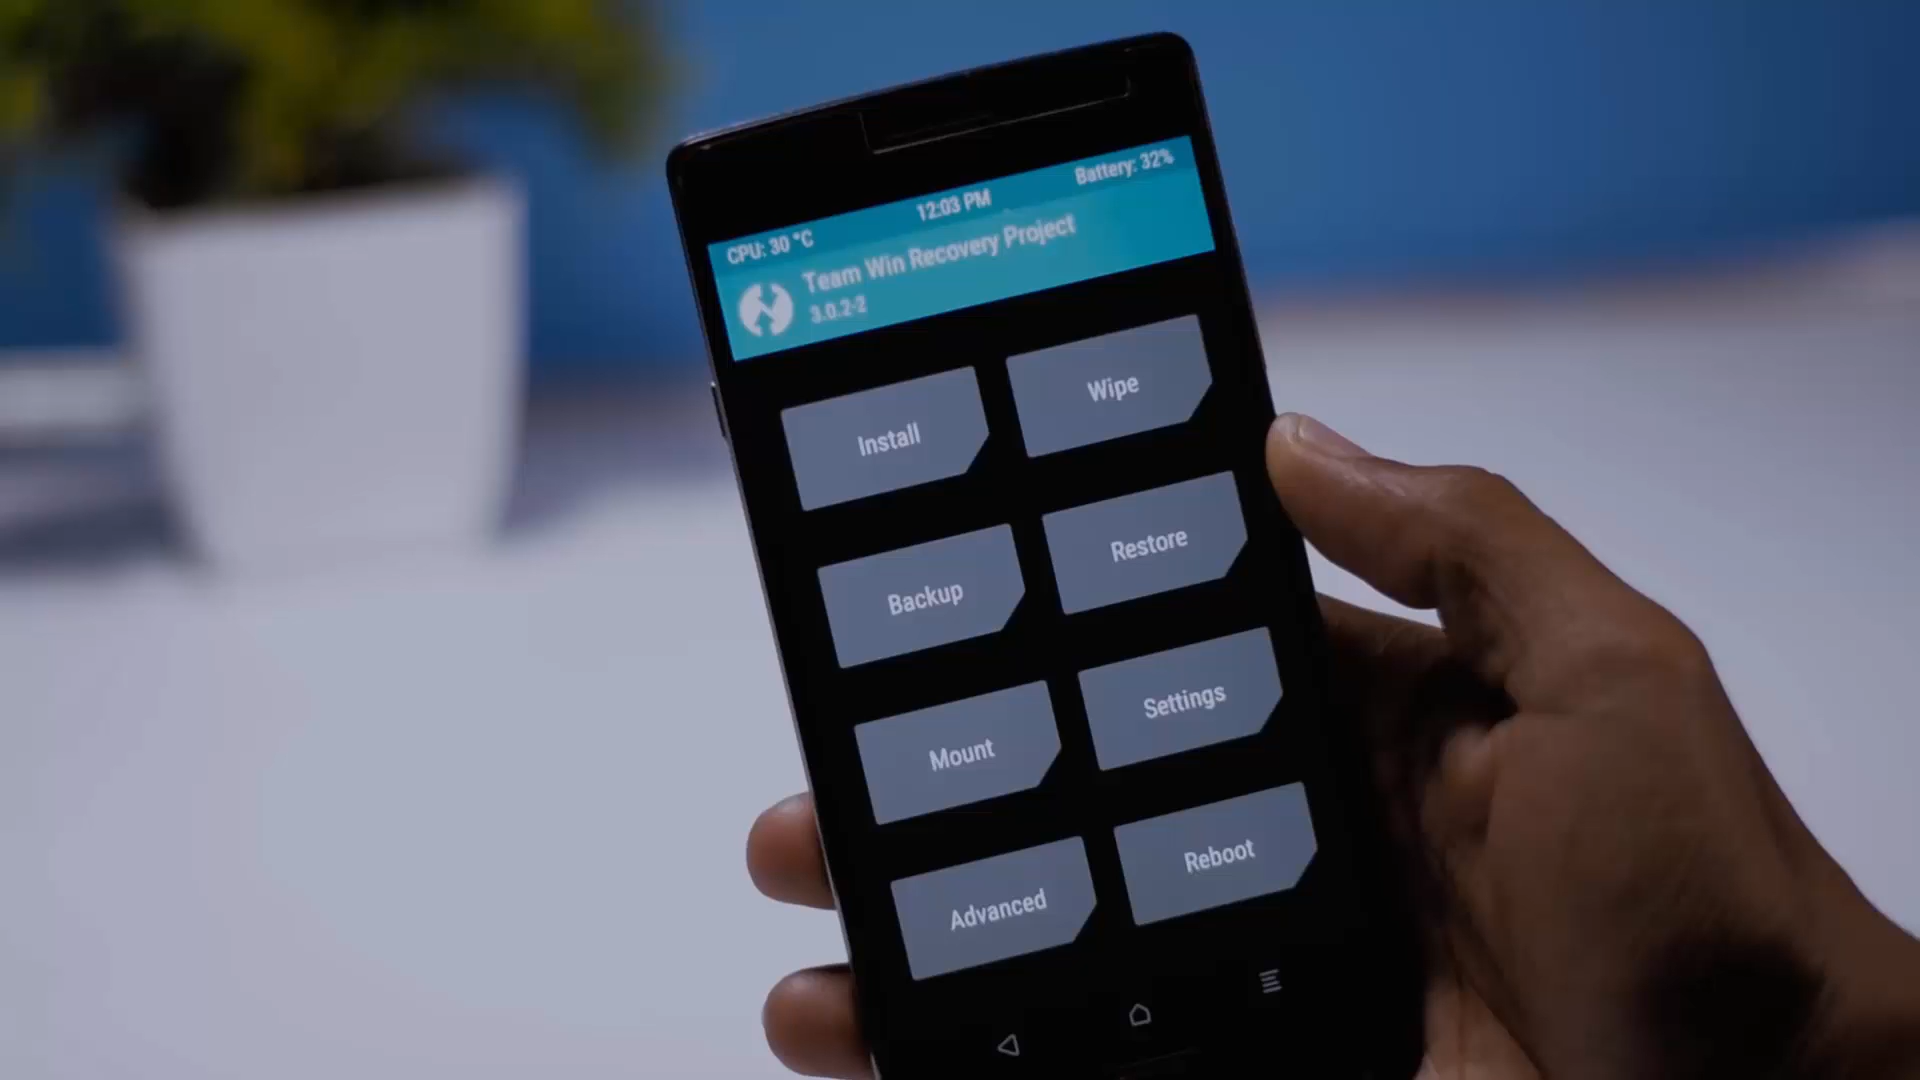 CPU: 30 °C 12:03 PM Battery: 32%
Team Win Recovery Project
3.0.2-2
Install Wipe
Backup Restore
Mount Settings
Advanced Reboot